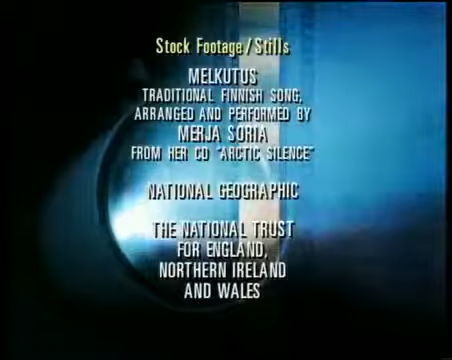 Stock Footage/Stills
MELKUTUS
TRADITIONAL FINNISH SONG,
ARRANGED AND PERFORMED BY
MERJA SORIA
FROM HER CD "ARCTIC SILENCE"
NATIONAL GEOGRAPHIC
THE NATIONAL TRUST
FOR ENGLAND,
NORTHERN IRELAND
AND WALES